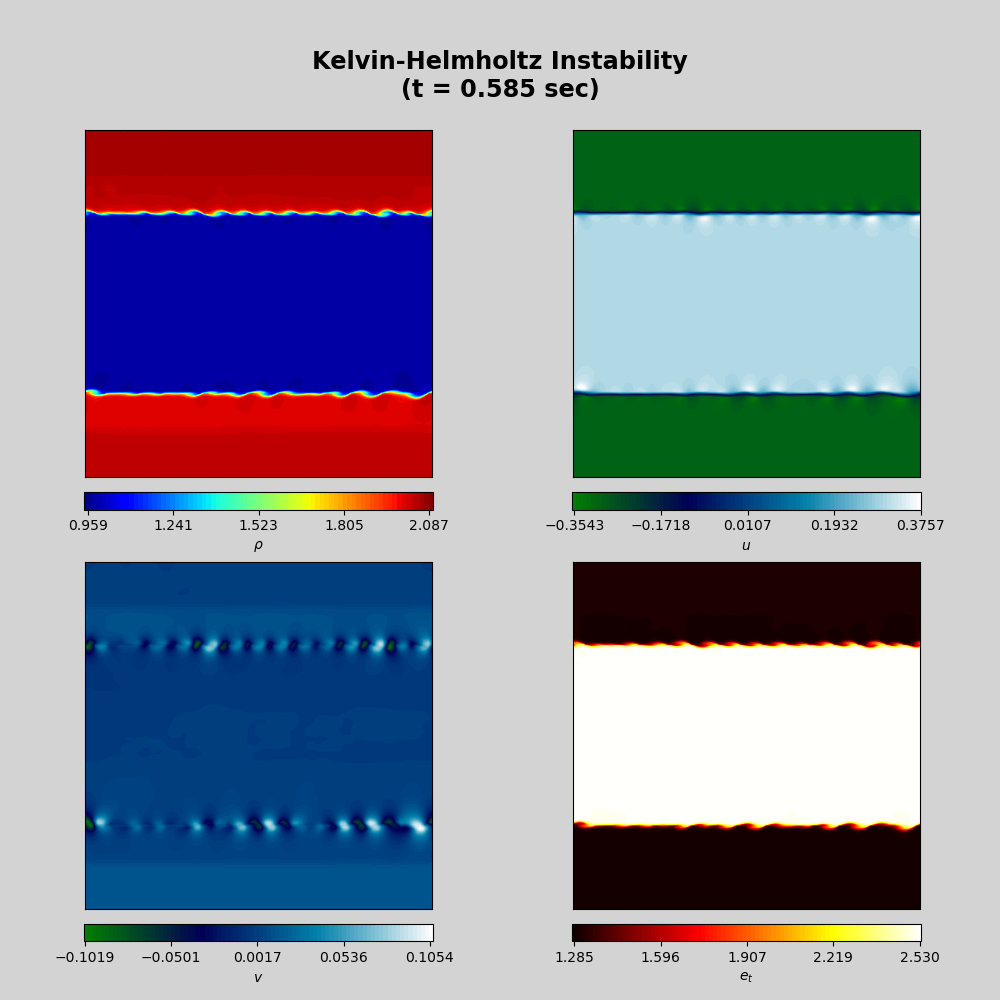 Kelvin-Helmholtz Instability
(t = 0.585 sec)
0.959 1.241 1.523 1.805 2.087
ρ
−0.3543 −0.1718 0.0107 0.1932 0.3757
u
−0.1019 −0.0501 0.0017 0.0536 0.1054
v
1.285 1.596 1.907 2.219 2.530
eₜ